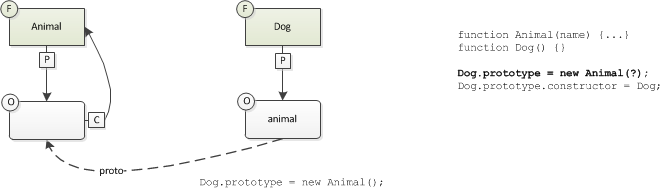 F
Animal
P
O
C
proto
F
Dog
P
O
animal
Dog.prototype = new Animal();
function Animal(name) {...}
function Dog() {}
Dog.prototype = new Animal(?);
Dog.prototype.constructor = Dog;